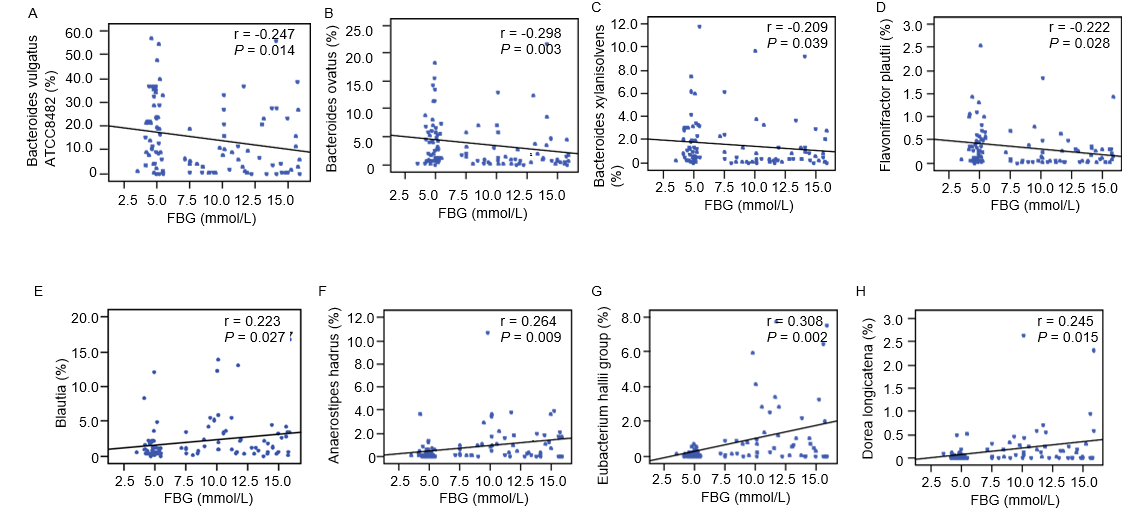 A
Bacteroides vulgatus
ATCC8482 (%)
60.0
50.0
40.0
30.0
20.0
10.0
0
r = -0.247
P = 0.014
2.5 5.0 7.5 10.0 12.5 15.0
FBG (mmol/L)
B
Bacteroides ovatus (%)
25.0
20.0
15.0
10.0
5.0
0
r = -0.298
P = 0.003
2.5 5.0 7.5 10.0 12.5 15.0
FBG (mmol/L)
C
Bacteroides xylanisolvens
(%)
12.0
10.0
8.0
6.0
4.0
2.0
0
r = -0.209
P = 0.039
2.5 5.0 7.5 10.0 12.5 15.0
FBG (mmol/L)
D
Flavonifractor plautii (%)
3.0
2.0
1.5
1.0
0.5
0
r = -0.222
P = 0.028
2.5 5.0 7.5 10.0 12.5 15.0
FBG (mmol/L)
E
Blautia (%)
20.0
15.0
10.0
5.0
0
r = 0.223
P = 0.027
2.5 5.0 7.5 10.0 12.5 15.0
FBG (mmol/L)
F
Anaerostipes hadrus (%)
12.0
10.0
8.0
6.0
4.0
2.0
0
r = 0.264
P = 0.009
2.5 5.0 7.5 10.0 12.5 15.0
FBG (mmol/L)
G
Eubacterium hallii group (%)
8.0
6.0
4.0
2.0
0
r = 0.308
P = 0.002
2.5 5.0 7.5 10.0 12.5 15.0
FBG (mmol/L)
H
Dorea longicatena (%)
3.0
2.5
2.0
1.5
1.0
0.5
0
r = 0.245
P = 0.015
2.5 5.0 7.5 10.0 12.5 15.0
FBG (mmol/L)